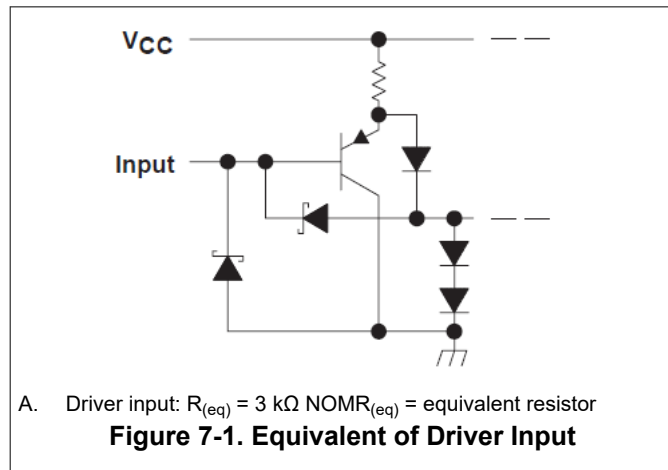 VCC
Input
A. Driver input: R(eq) = 3 kΩ NOMR(eq) = equivalent resistor
Figure 7-1. Equivalent of Driver Input